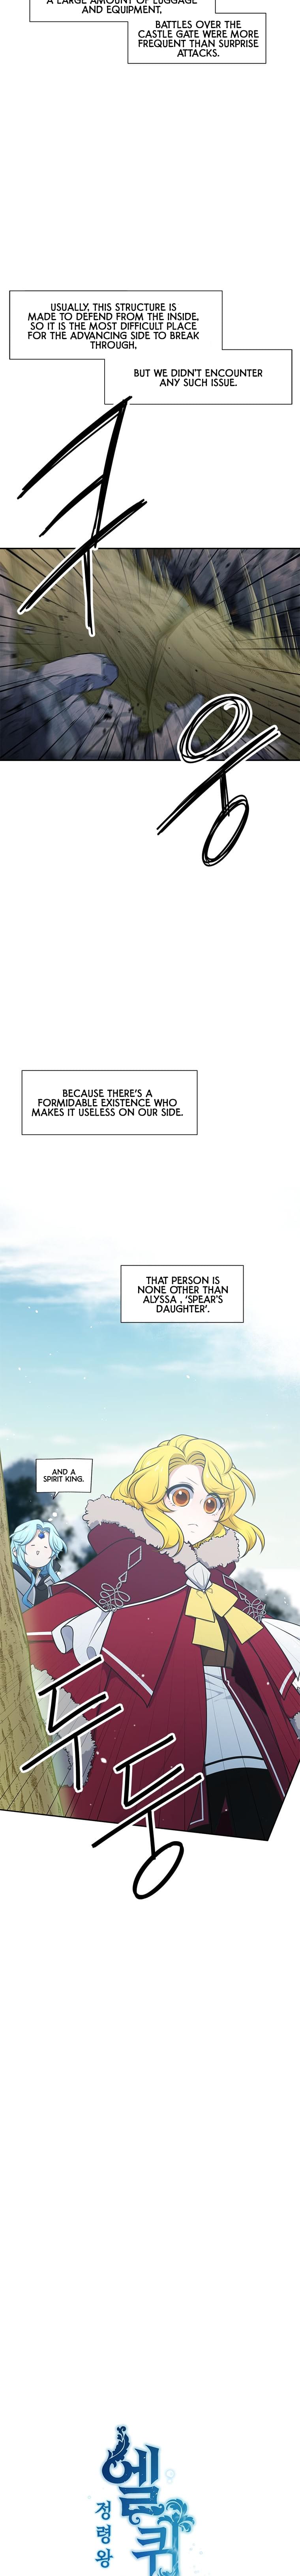 A LARGE AMOUNT OF LUGGAGE
AND EQUIPMENT,
BATTLES OVER THE
CASTLE GATE WERE MORE
FREQUENT THAN SURPRISE
ATTACKS.
USUALLY, THIS STRUCTURE IS
MADE TO DEFEND FROM THE INSIDE,
SO IT IS THE MOST DIFFICULT PLACE
FOR THE ADVANCING SIDE TO BREAK
THROUGH,
BUT WE DIDN'T ENCOUNTER
ANY SUCH ISSUE.
쿠
웅
BECAUSE THERE'S A
FORMIDABLE EXISTENCE WHO
MAKES IT USELESS ON OUR SIDE.
THAT PERSON IS
NONE OTHER THAN
ALYSSA , 'SPEAR'S
DAUGHTER'.
AND A
SPIRIT KING.
두
둥
정령왕
엘퀴